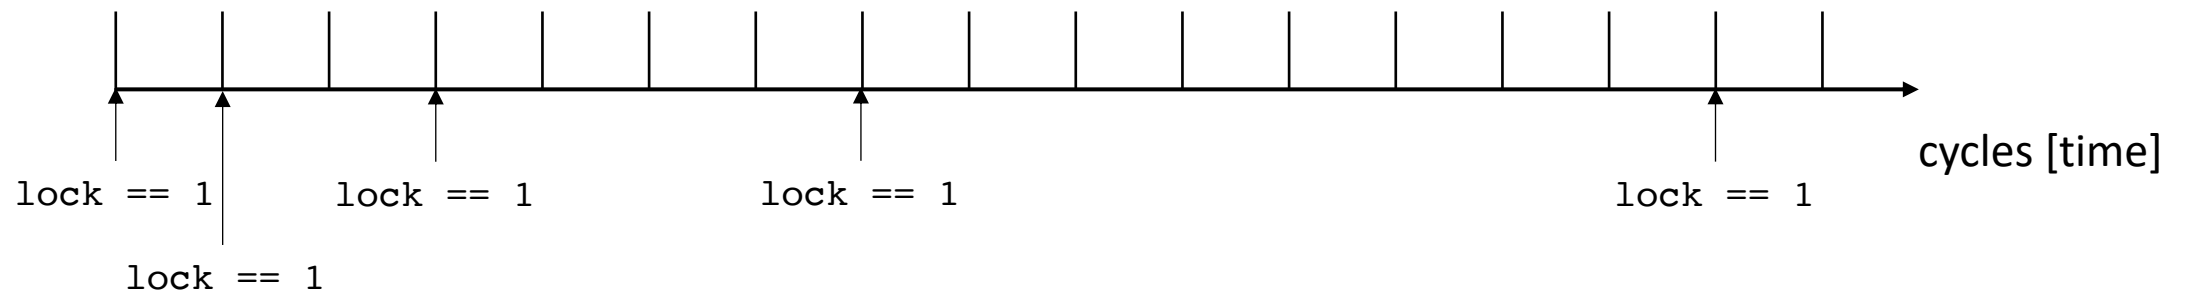 cycles [time]
lock == 1
lock == 1
lock == 1
lock == 1
lock == 1